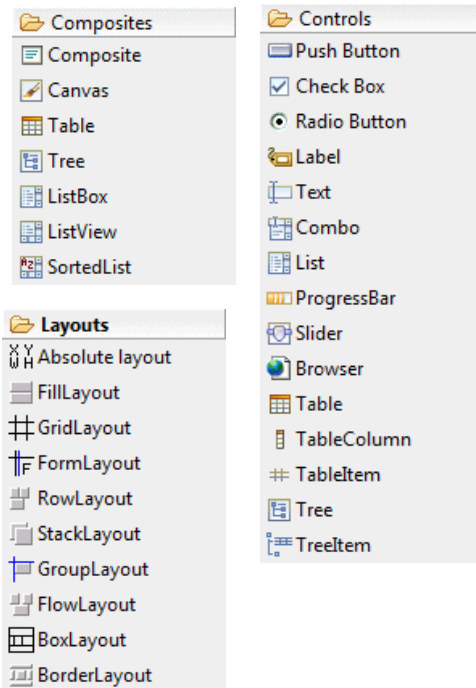 Composites
Composite
Canvas
Table
Tree
ListBox
ListView
SortedList
Layouts
Absolute layout
FillLayout
GridLayout
FormLayout
RowLayout
StackLayout
GroupLayout
FlowLayout
BoxLayout
BorderLayout
Controls
Push Button
Check Box
Radio Button
Label
Text
Combo
List
ProgressBar
Slider
Browser
Table
TableColumn
TableItem
Tree
TreeItem